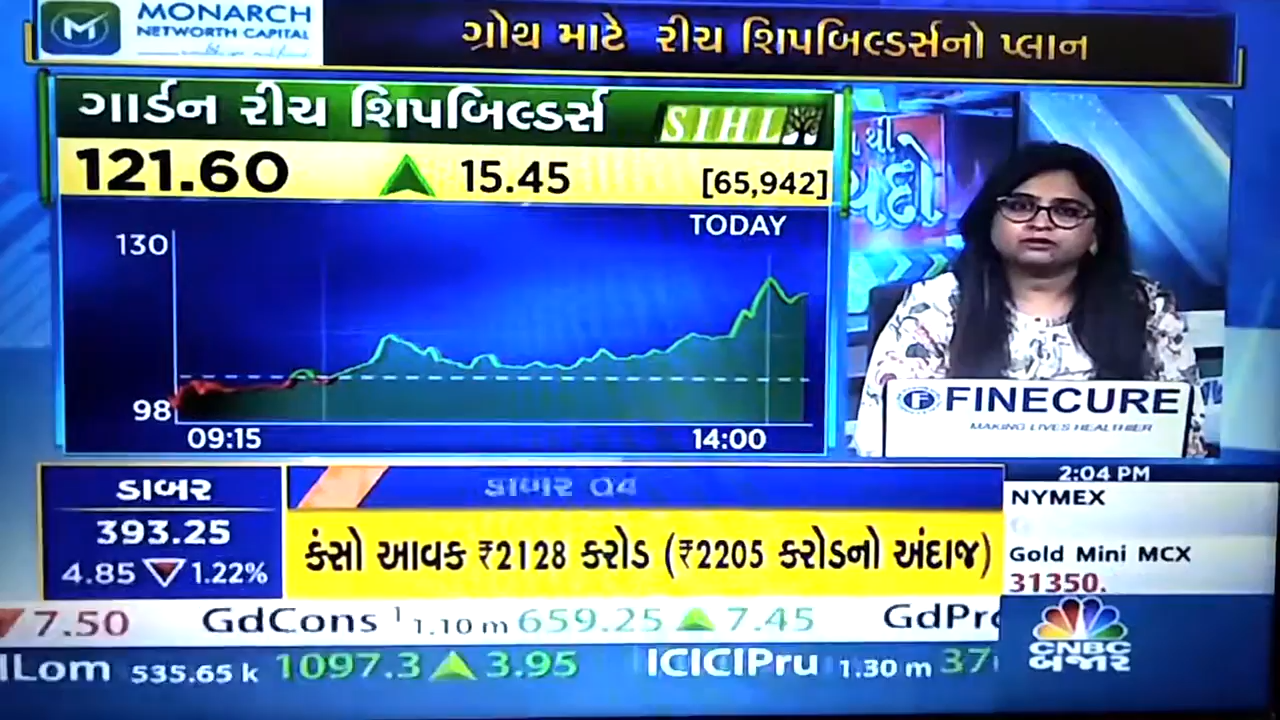 MONARCH
NETWORTH CAPITAL
ગ્રોથ માટે રીચ શિપબિલ્ડર્સનો પ્લાન
ગાર્ડન રીચ શિપબિલ્ડર્સ
SIHL
121.60 ▲ 15.45 [65,942]
TODAY
130
98
09:15 14:00
FINECURE
MAKING LIVES HEALTHIER
ડાબર
393.25
4.85 ▽ 1.22%
ડાબર Q4
કંસો આવક ₹2128 કરોડ (₹2205 કરોડનો અંદાજ)
2:04 PM
NYMEX
Gold Mini MCX
31350.
7.50 GdCons 1.10 m 659.25 ▲ 7.45 GdPr
ILom 535.65 k 1097.3 ▲ 3.95 ICICIPru 1.30 m 37
CNBC
બજાર